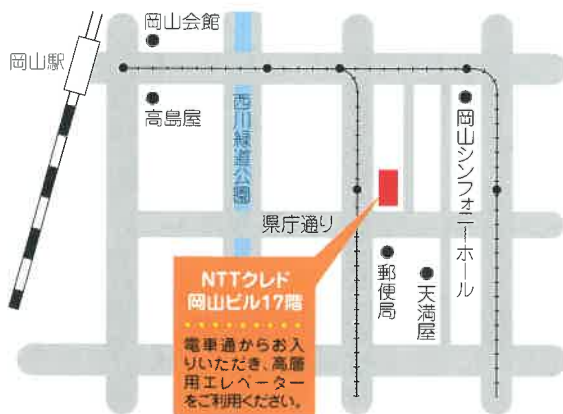 岡山会館
岡山駅
高島屋
西川緑道公園
岡山シンフォニーホール
県庁通り
郵便局
天満屋
NTTクレド
岡山ビル17階
電車通からお入
りいただき、高層
用エレベーター
をご利用ください。